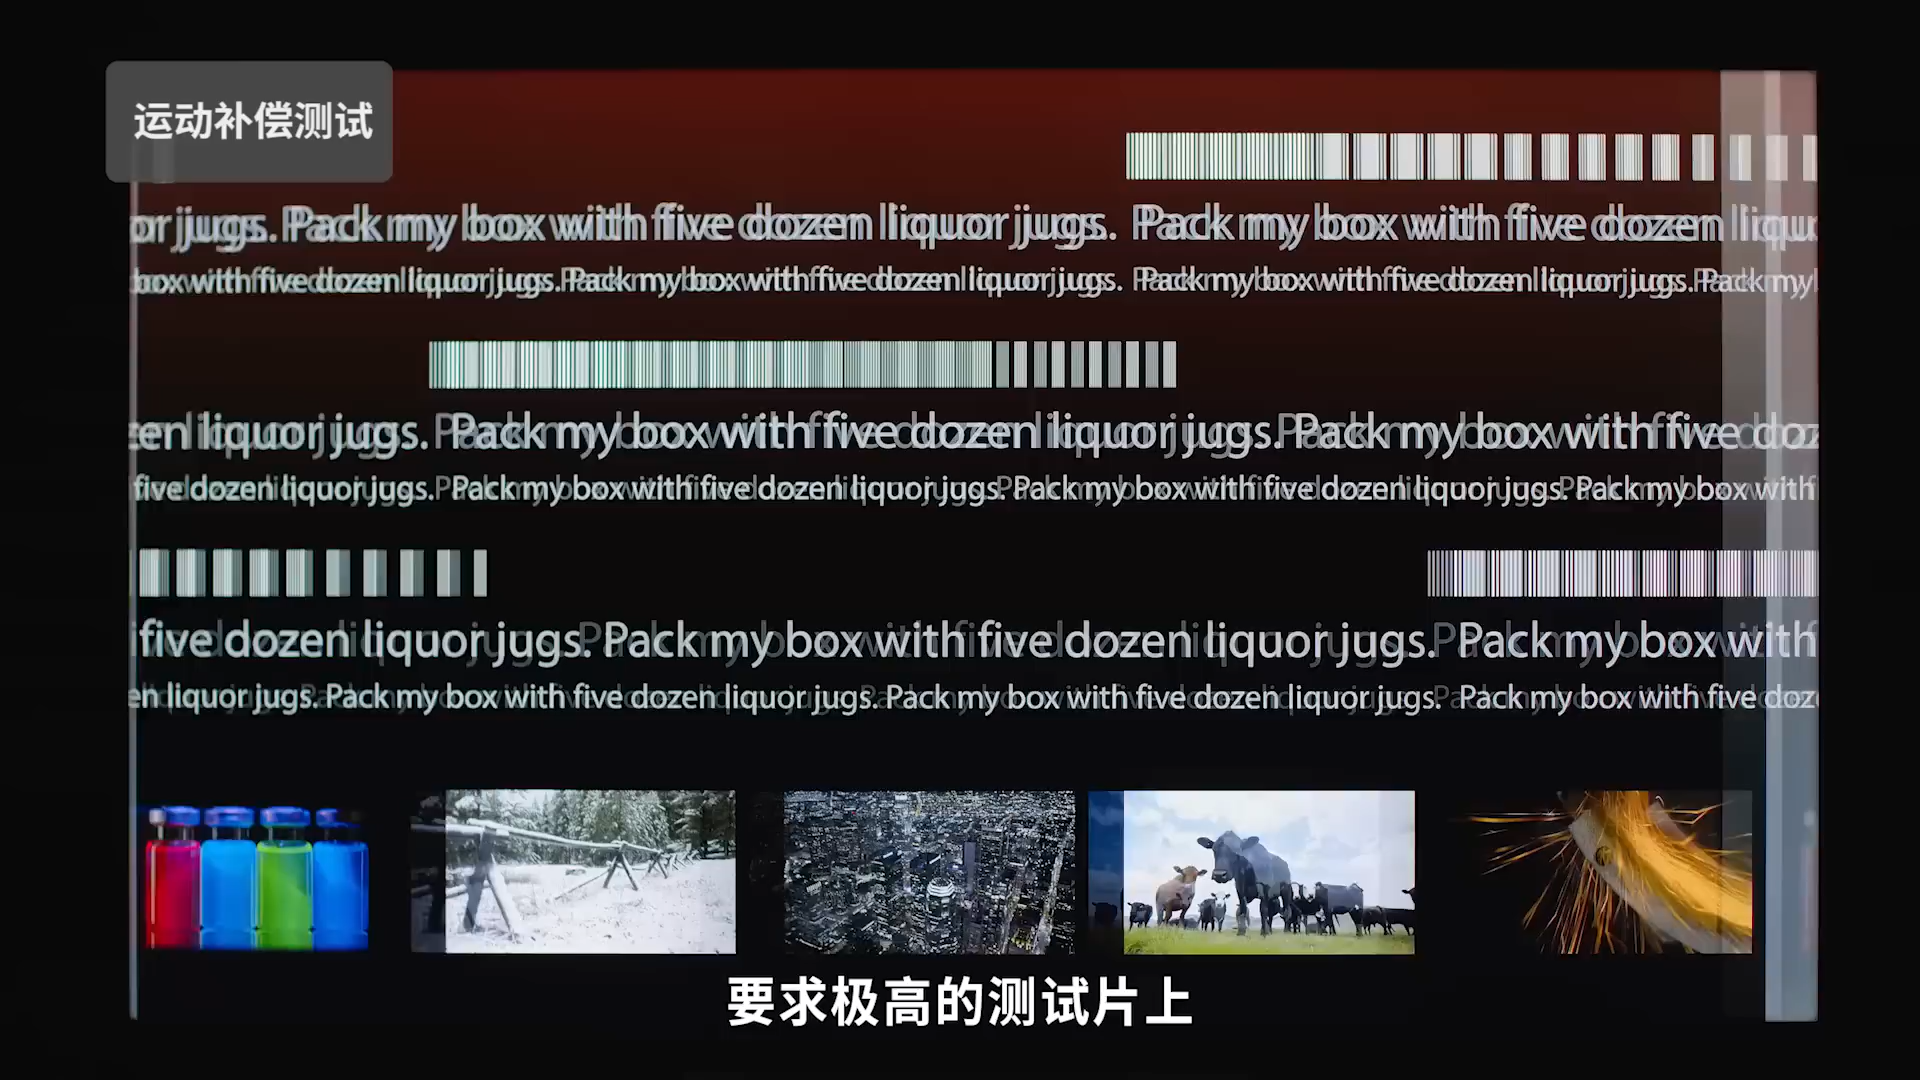 运动补偿测试
or jugs. Pack my box with five dozen liquor jugs. Pack my box with five dozen liqu
box with five dozen liquor jugs. Pack my box with five dozen liquor jugs. Pack my box with five dozen liquor jugs. Pack my
en liquor jugs. Pack my box with five dozen liquor jugs. Pack my box with five doz
five dozen liquor jugs. Pack my box with five dozen liquor jugs. Pack my box with five dozen liquor jugs. Pack my box with f
five dozen liquor jugs. Pack my box with five dozen liquor jugs. Pack my box with
en liquor jugs. Pack my box with five dozen liquor jugs. Pack my box with five dozen liquor jugs. Pack my box with five doze
要求极高的测试片上